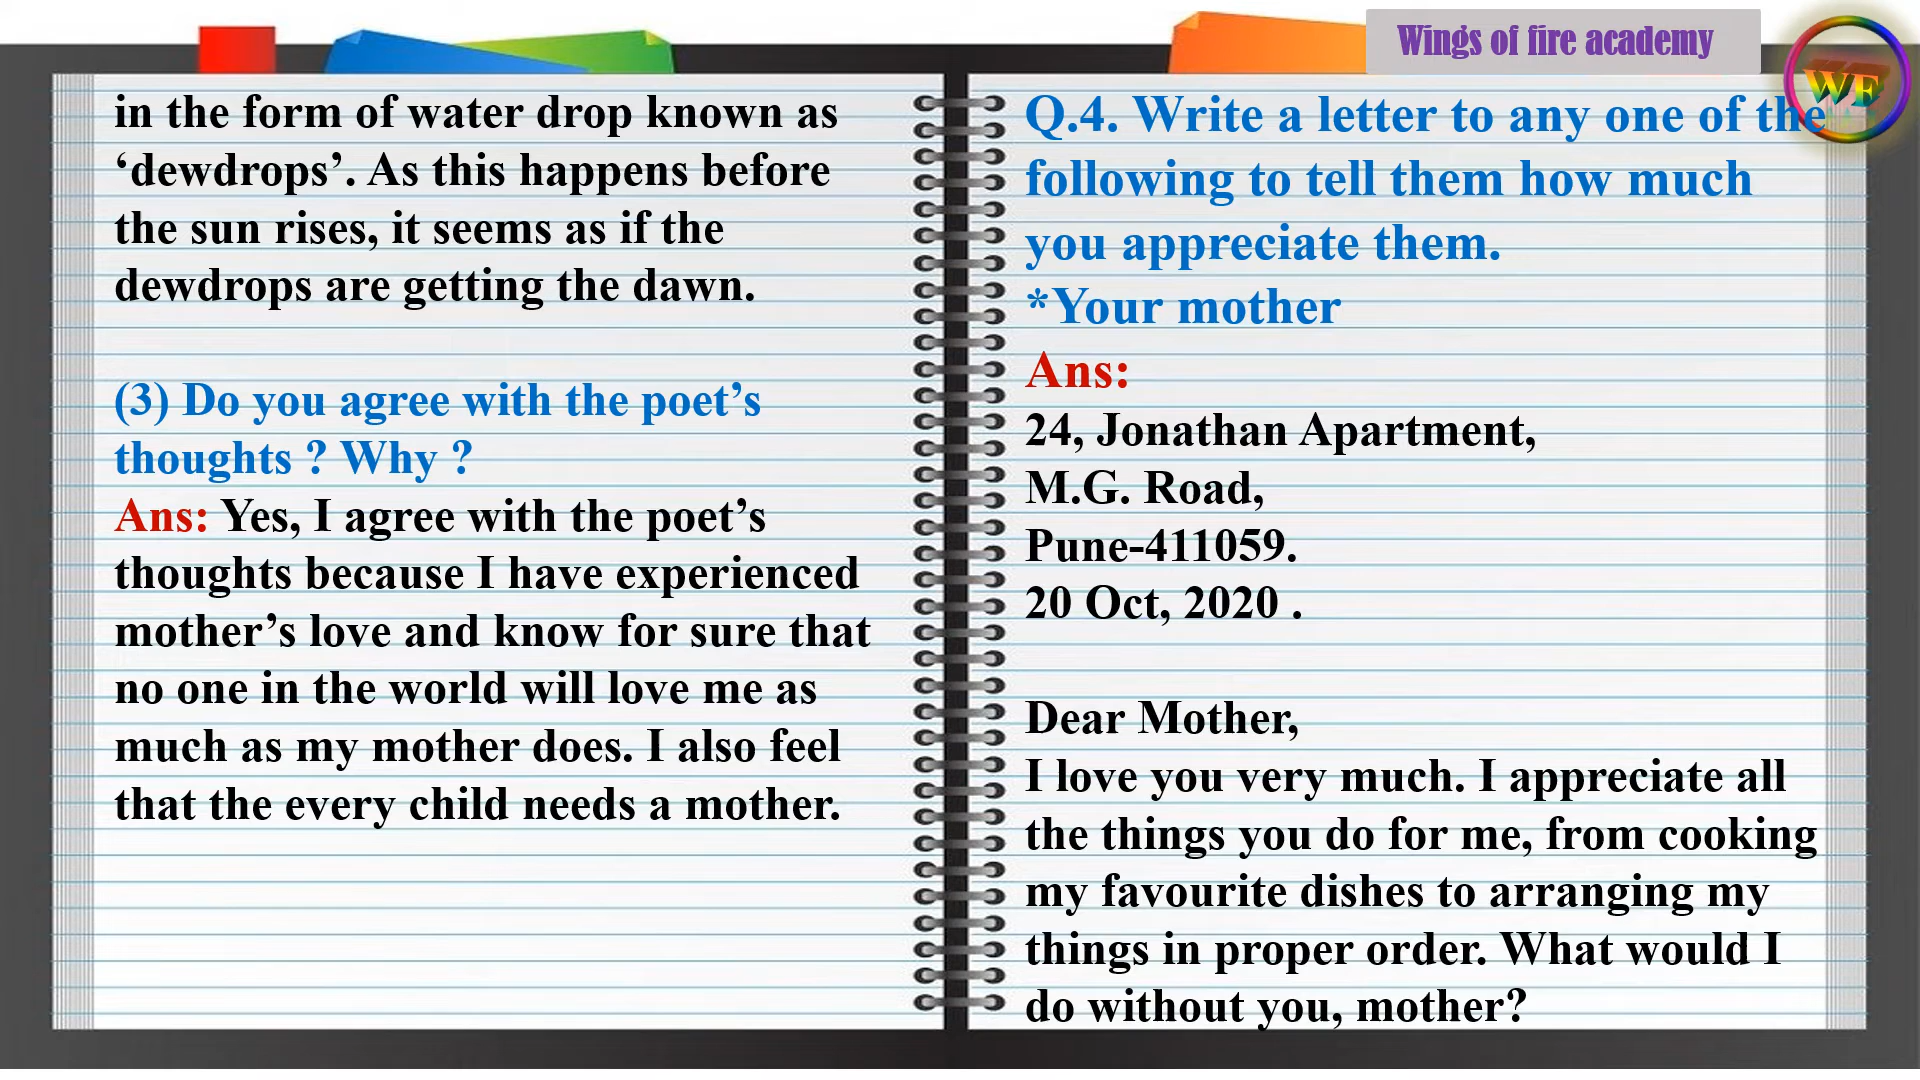 Wings of fire academy
WE
in the form of water drop known as
‘dewdrops’. As this happens before
the sun rises, it seems as if the
dewdrops are getting the dawn.
(3) Do you agree with the poet’s
thoughts ? Why ?
Ans: Yes, I agree with the poet’s
thoughts because I have experienced
mother’s love and know for sure that
no one in the world will love me as
much as my mother does. I also feel
that the every child needs a mother.
Q.4. Write a letter to any one of the
following to tell them how much
you appreciate them.
*Your mother
Ans:
24, Jonathan Apartment,
M.G. Road,
Pune-411059.
20 Oct, 2020 .
Dear Mother,
I love you very much. I appreciate all
the things you do for me, from cooking
my favourite dishes to arranging my
things in proper order. What would I
do without you, mother?